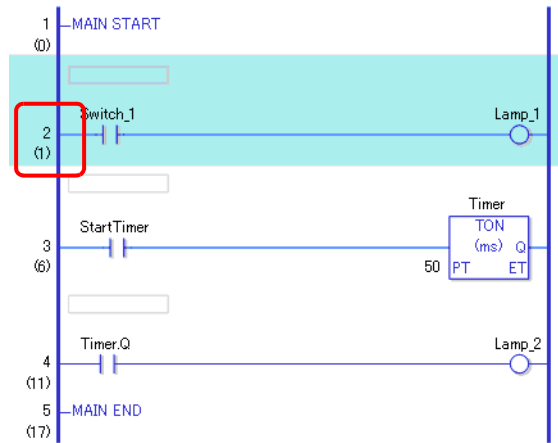 1 MAIN START
(0)
Switch_1 Lamp_1
2
(1)
Timer
StartTimer TON
3 (ms) Q
(6) 50 PT ET
Timer.Q Lamp_2
4
(11)
5 MAIN END
(17)